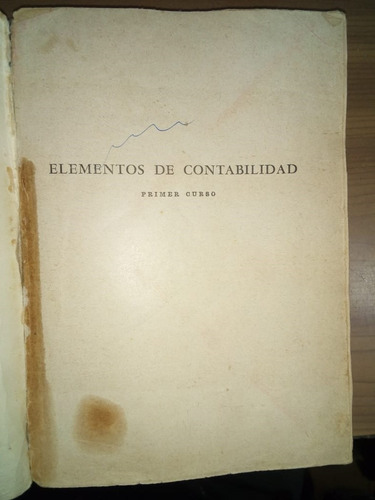 ELEMENTOS DE CONTABILIDAD
PRIMER CURSO